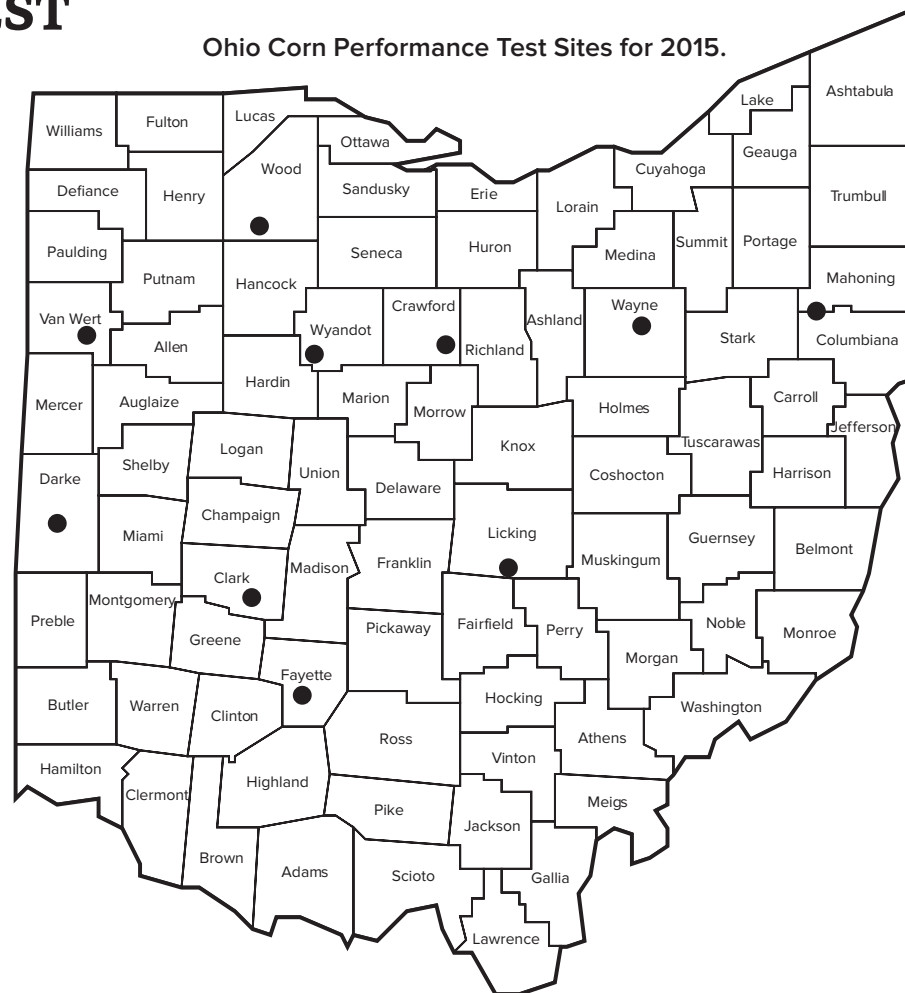 EST
Ohio Corn Performance Test Sites for 2015.
Ashtabula
Lake
Lucas
Fulton
Williams
Ottawa
Geauga
Wood
Cuyahoga
Defiance
Sandusky
Henry
Erie
Trumbull
Lorain
Summit
Portage
Huron
Paulding
Seneca
Medina
Putnam
Mahoning
Hancock
Crawford
Wayne
Van Wert
Ashland
Wyandot
Stark
Columbiana
Allen
Richland
Hardin
Marion
Carroll
Auglaize
Mercer
Holmes
Morrow
Jefferson
Tuscarawas
Knox
Logan
Shelby
Union
Harrison
Coshocton
Darke
Delaware
Champaign
Licking
Miami
Guernsey
Belmont
Muskingum
Franklin
Madison
Clark
Montgomery
Preble
Fairfield
Noble
Pickaway
Perry
Monroe
Greene
Morgan
Fayette
Hocking
Butler
Warren
Washington
Clinton
Ross
Athens
Vinton
Hamilton
Highland
Clermont
Meigs
Pike
Jackson
Brown
Adams
Scioto
Gallia
Lawrence